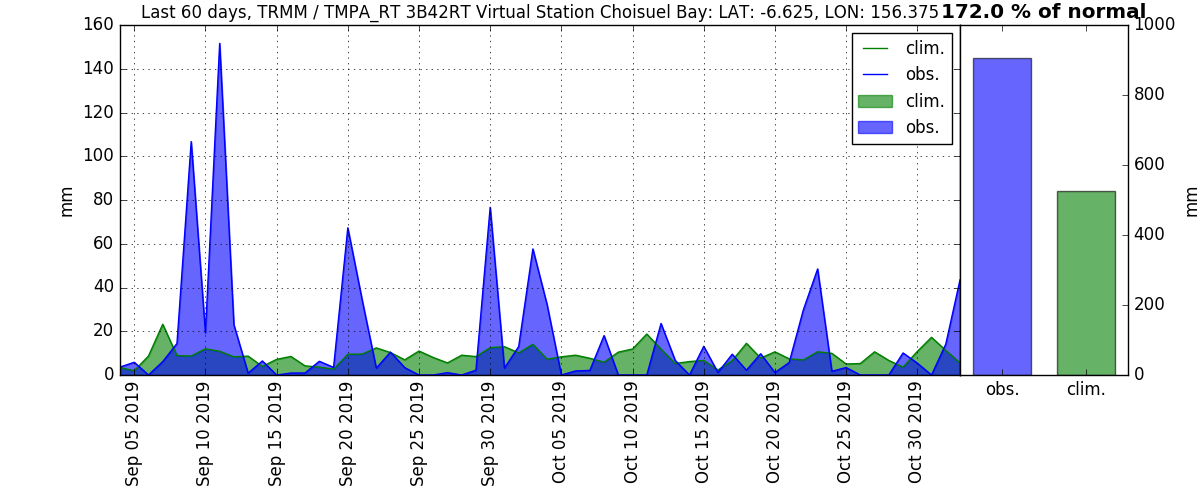 Last 60 days, TRMM / TMPA_RT 3B42RT Virtual Station Choisuel Bay: LAT: -6.625, LON: 156.375
172.0 % of normal
160
140
120
100
80
60
40
20
0
mm
clim.
obs.
clim.
obs.
Sep 05 2019
Sep 10 2019
Sep 15 2019
Sep 20 2019
Sep 25 2019
Sep 30 2019
Oct 05 2019
Oct 10 2019
Oct 15 2019
Oct 20 2019
Oct 25 2019
Oct 30 2019
1000
800
600
400
200
0
mm
obs.
clim.